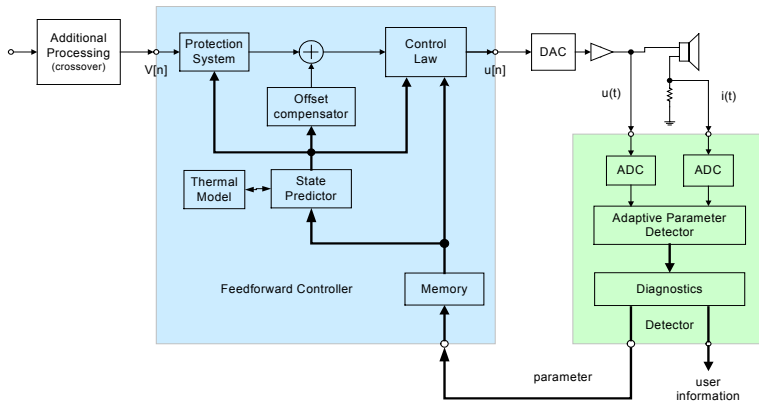 Additional
Processing
(crossover)
V[n]
Protection
System
Control
Law
u[n]
DAC
Offset
compensator
u(t)
i(t)
Thermal
Model
State
Predictor
ADC
ADC
Adaptive Parameter
Detector
Feedforward Controller
Memory
Diagnostics
Detector
parameter
user
information